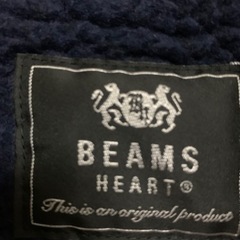 BEAMS
HEART®
This is an original product